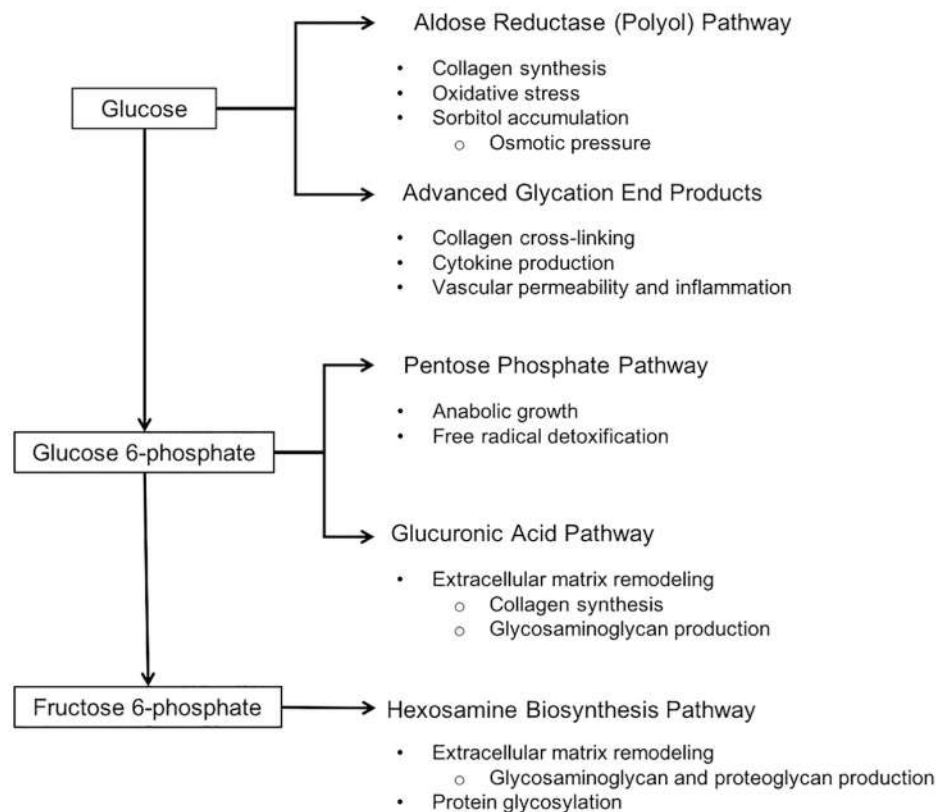 Aldose Reductase (Polyol) Pathway
• Collagen synthesis
• Oxidative stress
• Sorbitol accumulation
o Osmotic pressure
Glucose
Advanced Glycation End Products
• Collagen cross-linking
• Cytokine production
• Vascular permeability and inflammation
Pentose Phosphate Pathway
• Anabolic growth
• Free radical detoxification
Glucose 6-phosphate
Glucuronic Acid Pathway
• Extracellular matrix remodeling
o Collagen synthesis
o Glycosaminoglycan production
Fructose 6-phosphate
Hexosamine Biosynthesis Pathway
• Extracellular matrix remodeling
o Glycosaminoglycan and proteoglycan production
• Protein glycosylation